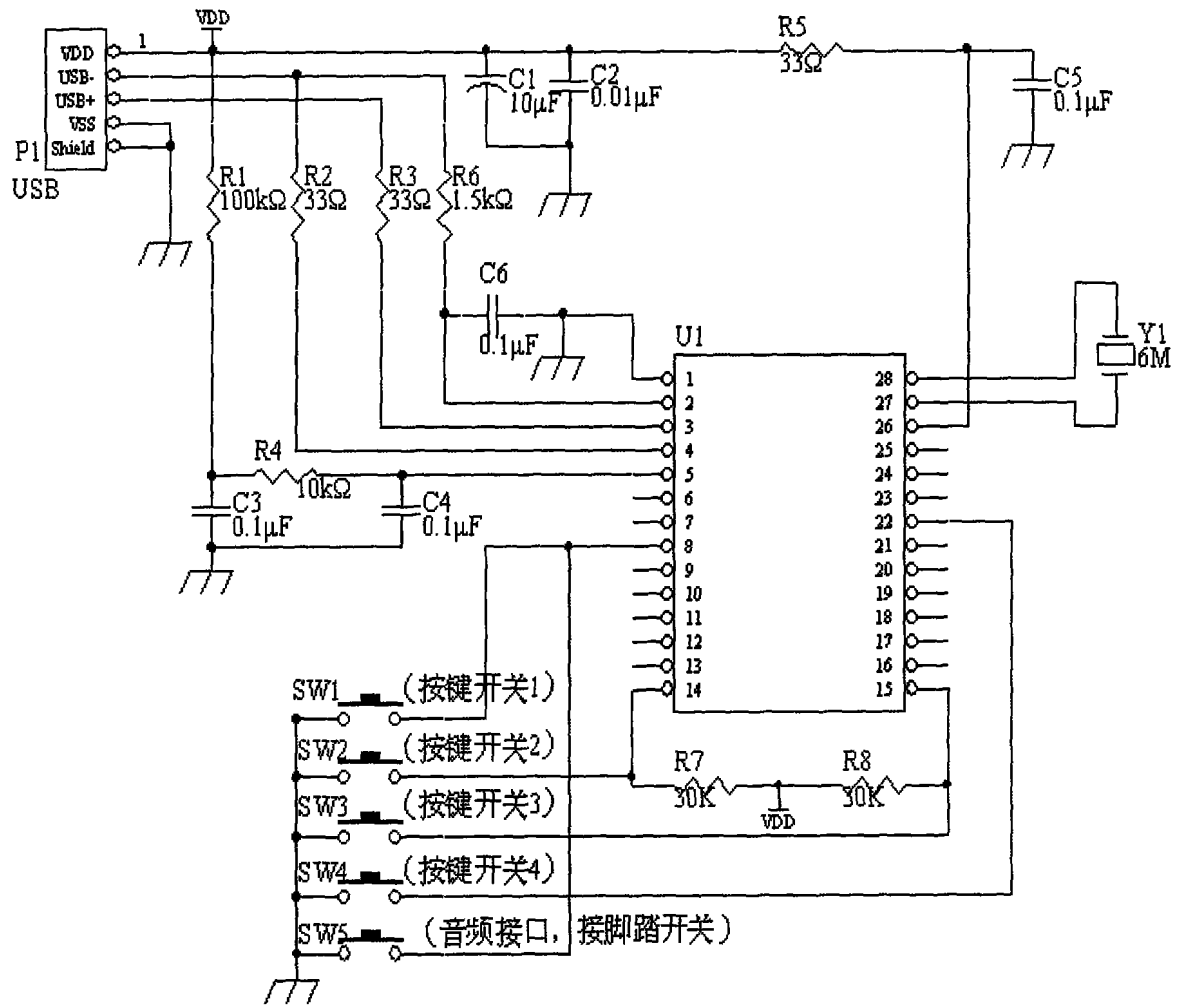 VDD
1
VDD
USB-
USB+
VSS
Shield
P1
USB
R1
100kΩ
R2
33Ω
R3
33Ω
R6
1.5kΩ
C1
10μF
C2
0.01μF
R5
33Ω
C5
0.1μF
C6
0.1μF
U1
Y1
6M
R4
10kΩ
C3
0.1μF
C4
0.1μF
1
2
3
4
5
6
7
8
9
10
11
12
13
14
28
27
26
25
24
23
22
21
20
19
18
17
16
15
SW1 (按键开关1)
SW2 (按键开关2)
SW3 (按键开关3)
SW4 (按键开关4)
SW5 (音频接口，接脚踏开关)
R7
30K
VDD
R8
30K